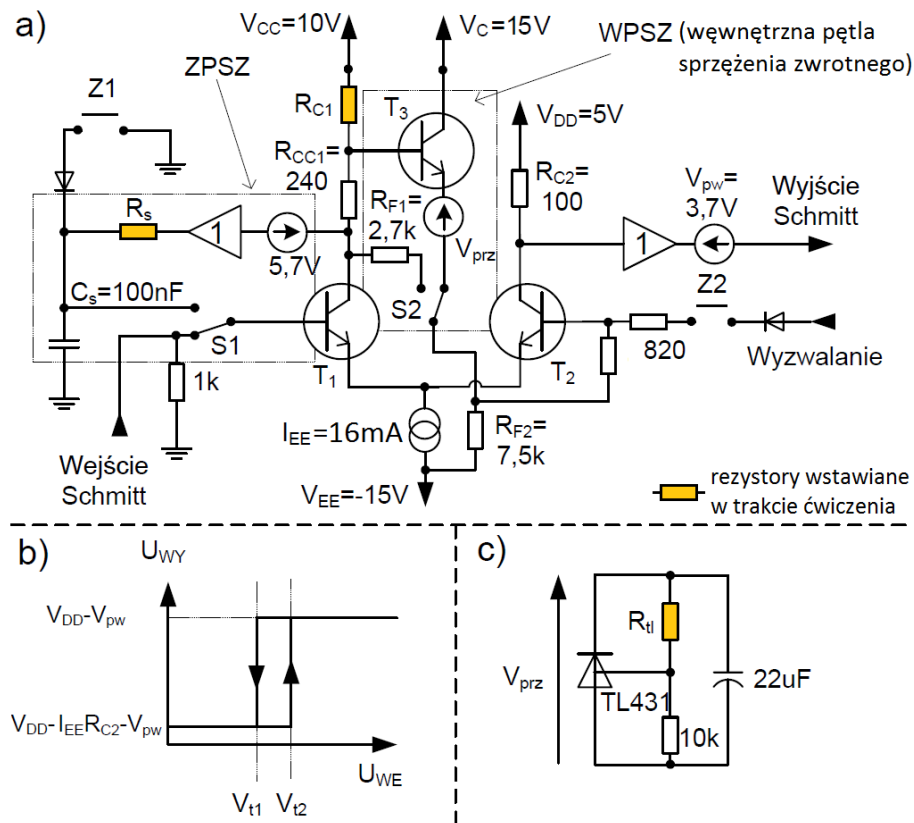 a)
V_CC=10V
V_C=15V
WPSZ (węwnętrzna pętla
sprzężenia zwrotnego)
ZPSZ
Z1
R_C1
T_3
V_DD=5V
R_CC1=
240
R_F1=
2,7k
R_C2=
100
V_pw=
3,7V
Wyjście
Schmitt
R_s
1
5,7V
V_prz
1
C_s=100nF
S1
S2
Z2
820
Wyzwalanie
1k
T_1
T_2
I_EE=16mA
R_F2=
7,5k
Wejście
Schmitt
V_EE=-15V
rezystory wstawiane
w trakcie ćwiczenia
b)
U_WY
V_DD-V_pw
V_DD-I_EER_C2-V_pw
U_WE
V_t1
V_t2
c)
R_tl
V_prz
TL431
22uF
10k